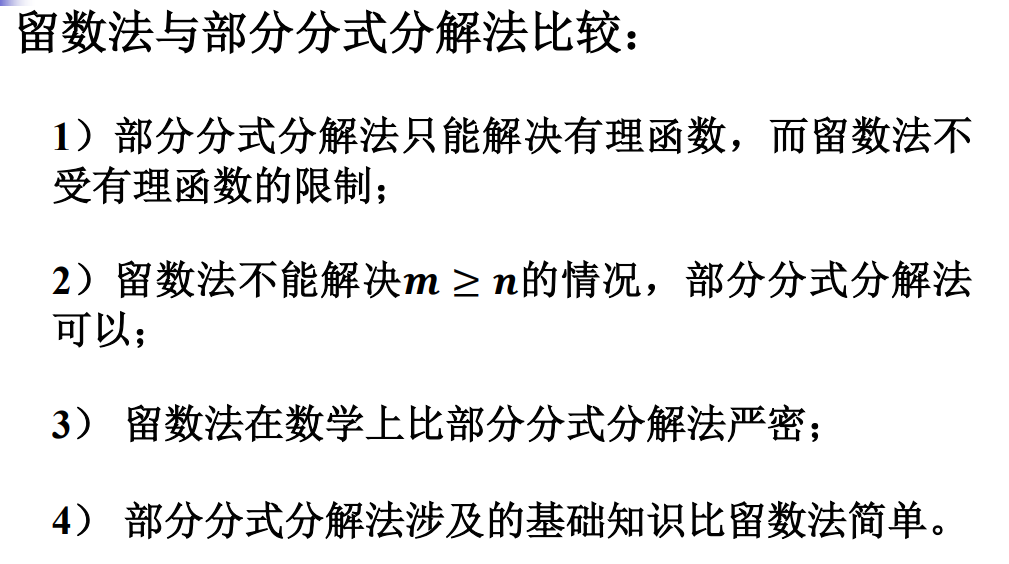 留数法与部分分式分解法比较：
1）部分分式分解法只能解决有理函数，而留数法不
受有理函数的限制；
2）留数法不能解决m ≥ n的情况，部分分式分解法
可以；
3） 留数法在数学上比部分分式分解法严密；
4） 部分分式分解法涉及的基础知识比留数法简单。